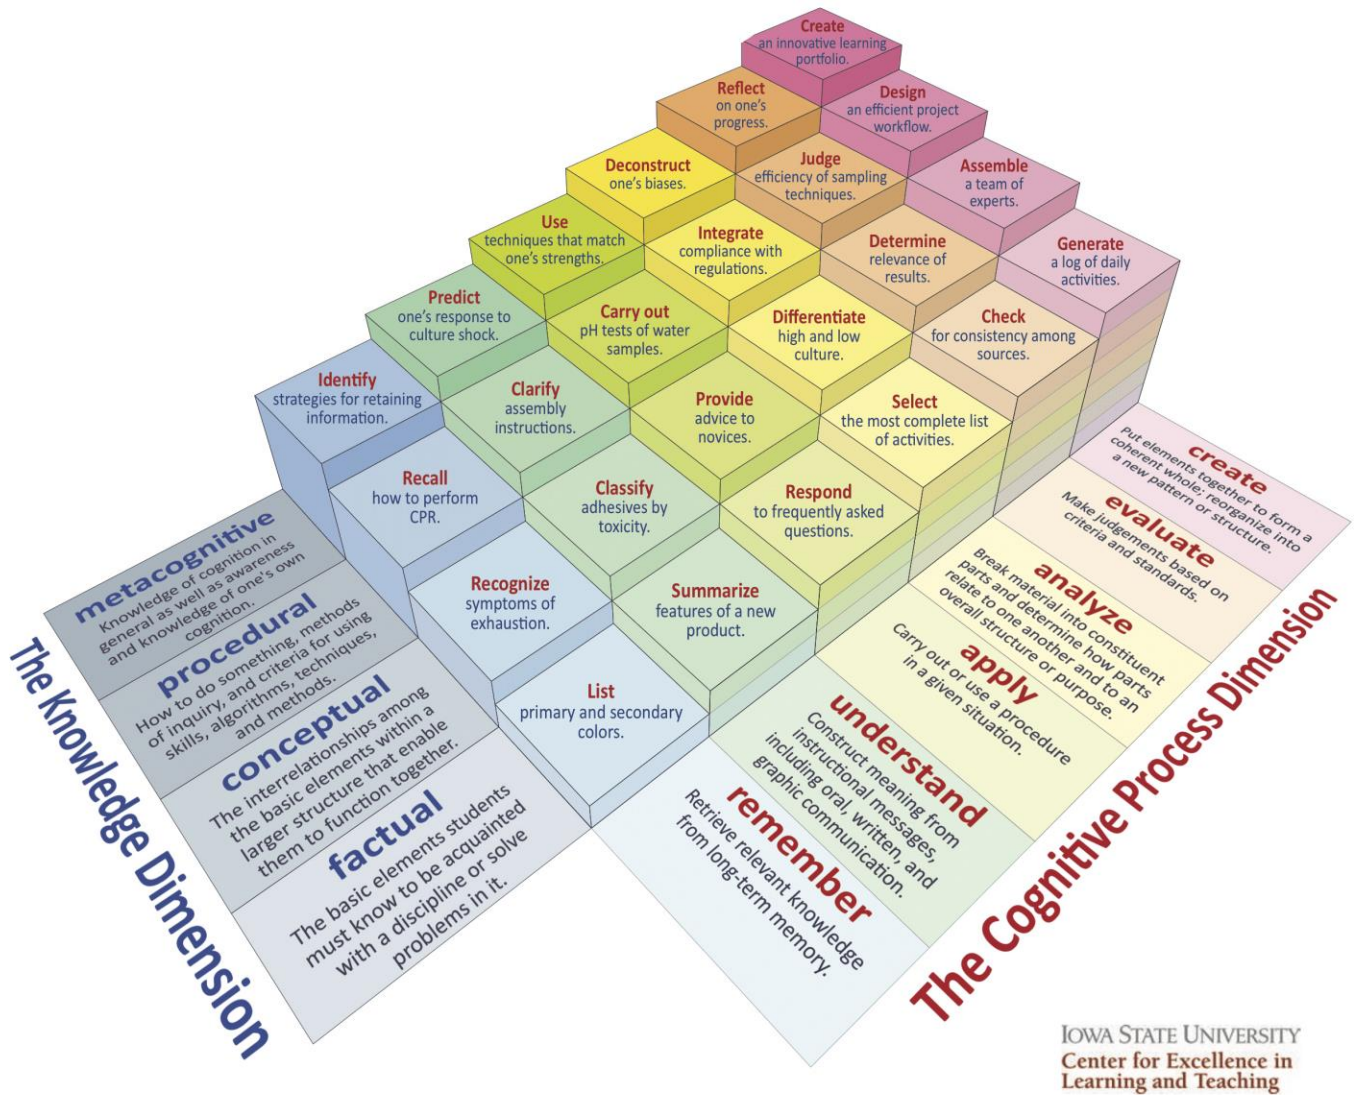 Create
an innovative learning
portfolio.
Reflect
on one's
progress.
Design
an efficient project
workflow.
Deconstruct
one's biases.
Judge
efficiency of sampling
techniques.
Assemble
a team of
experts.
Use
techniques that match
one's strengths.
Integrate
compliance with
regulations.
Determine
relevance of
results.
Generate
a log of daily
activities.
Predict
one's response to
culture shock.
Carry out
pH tests of water
samples.
Differentiate
high and low
culture.
Check
for consistency among
sources.
Identify
strategies for retaining
information.
Clarify
assembly
instructions.
Provide
advice to
novices.
Select
the most complete list
of activities.
Recall
how to perform
CPR.
Classify
adhesives by
toxicity.
Respond
to frequently asked
questions.
Recognize
symptoms of
exhaustion.
Summarize
features of a new
product.
List
primary and secondary
colors.
metacognitive
Knowledge of cognition in
general as well as awareness
and knowledge of one's own
cognition.
procedural
How to do something, methods
of inquiry, and criteria for using
skills, algorithms, techniques,
and methods.
conceptual
The interrelationships among
the basic elements within a
larger structure that enable
them to function together.
factual
The basic elements students
must know to be acquainted
with a discipline or solve
problems in it.
The Knowledge Dimension
create
Put elements together to form a
coherent whole; reorganize into
a new pattern or structure.
evaluate
Make judgements based on
criteria and standards.
analyze
Break material into constituent
parts and determine how parts
relate to one another and to an
overall structure or purpose.
apply
Carry out or use a procedure
in a given situation.
understand
Construct meaning from
instructional messages,
including oral, written, and
graphic communication.
remember
Retrieve relevant knowledge
from long-term memory.
The Cognitive Process Dimension
IOWA STATE UNIVERSITY
Center for Excellence in
Learning and Teaching